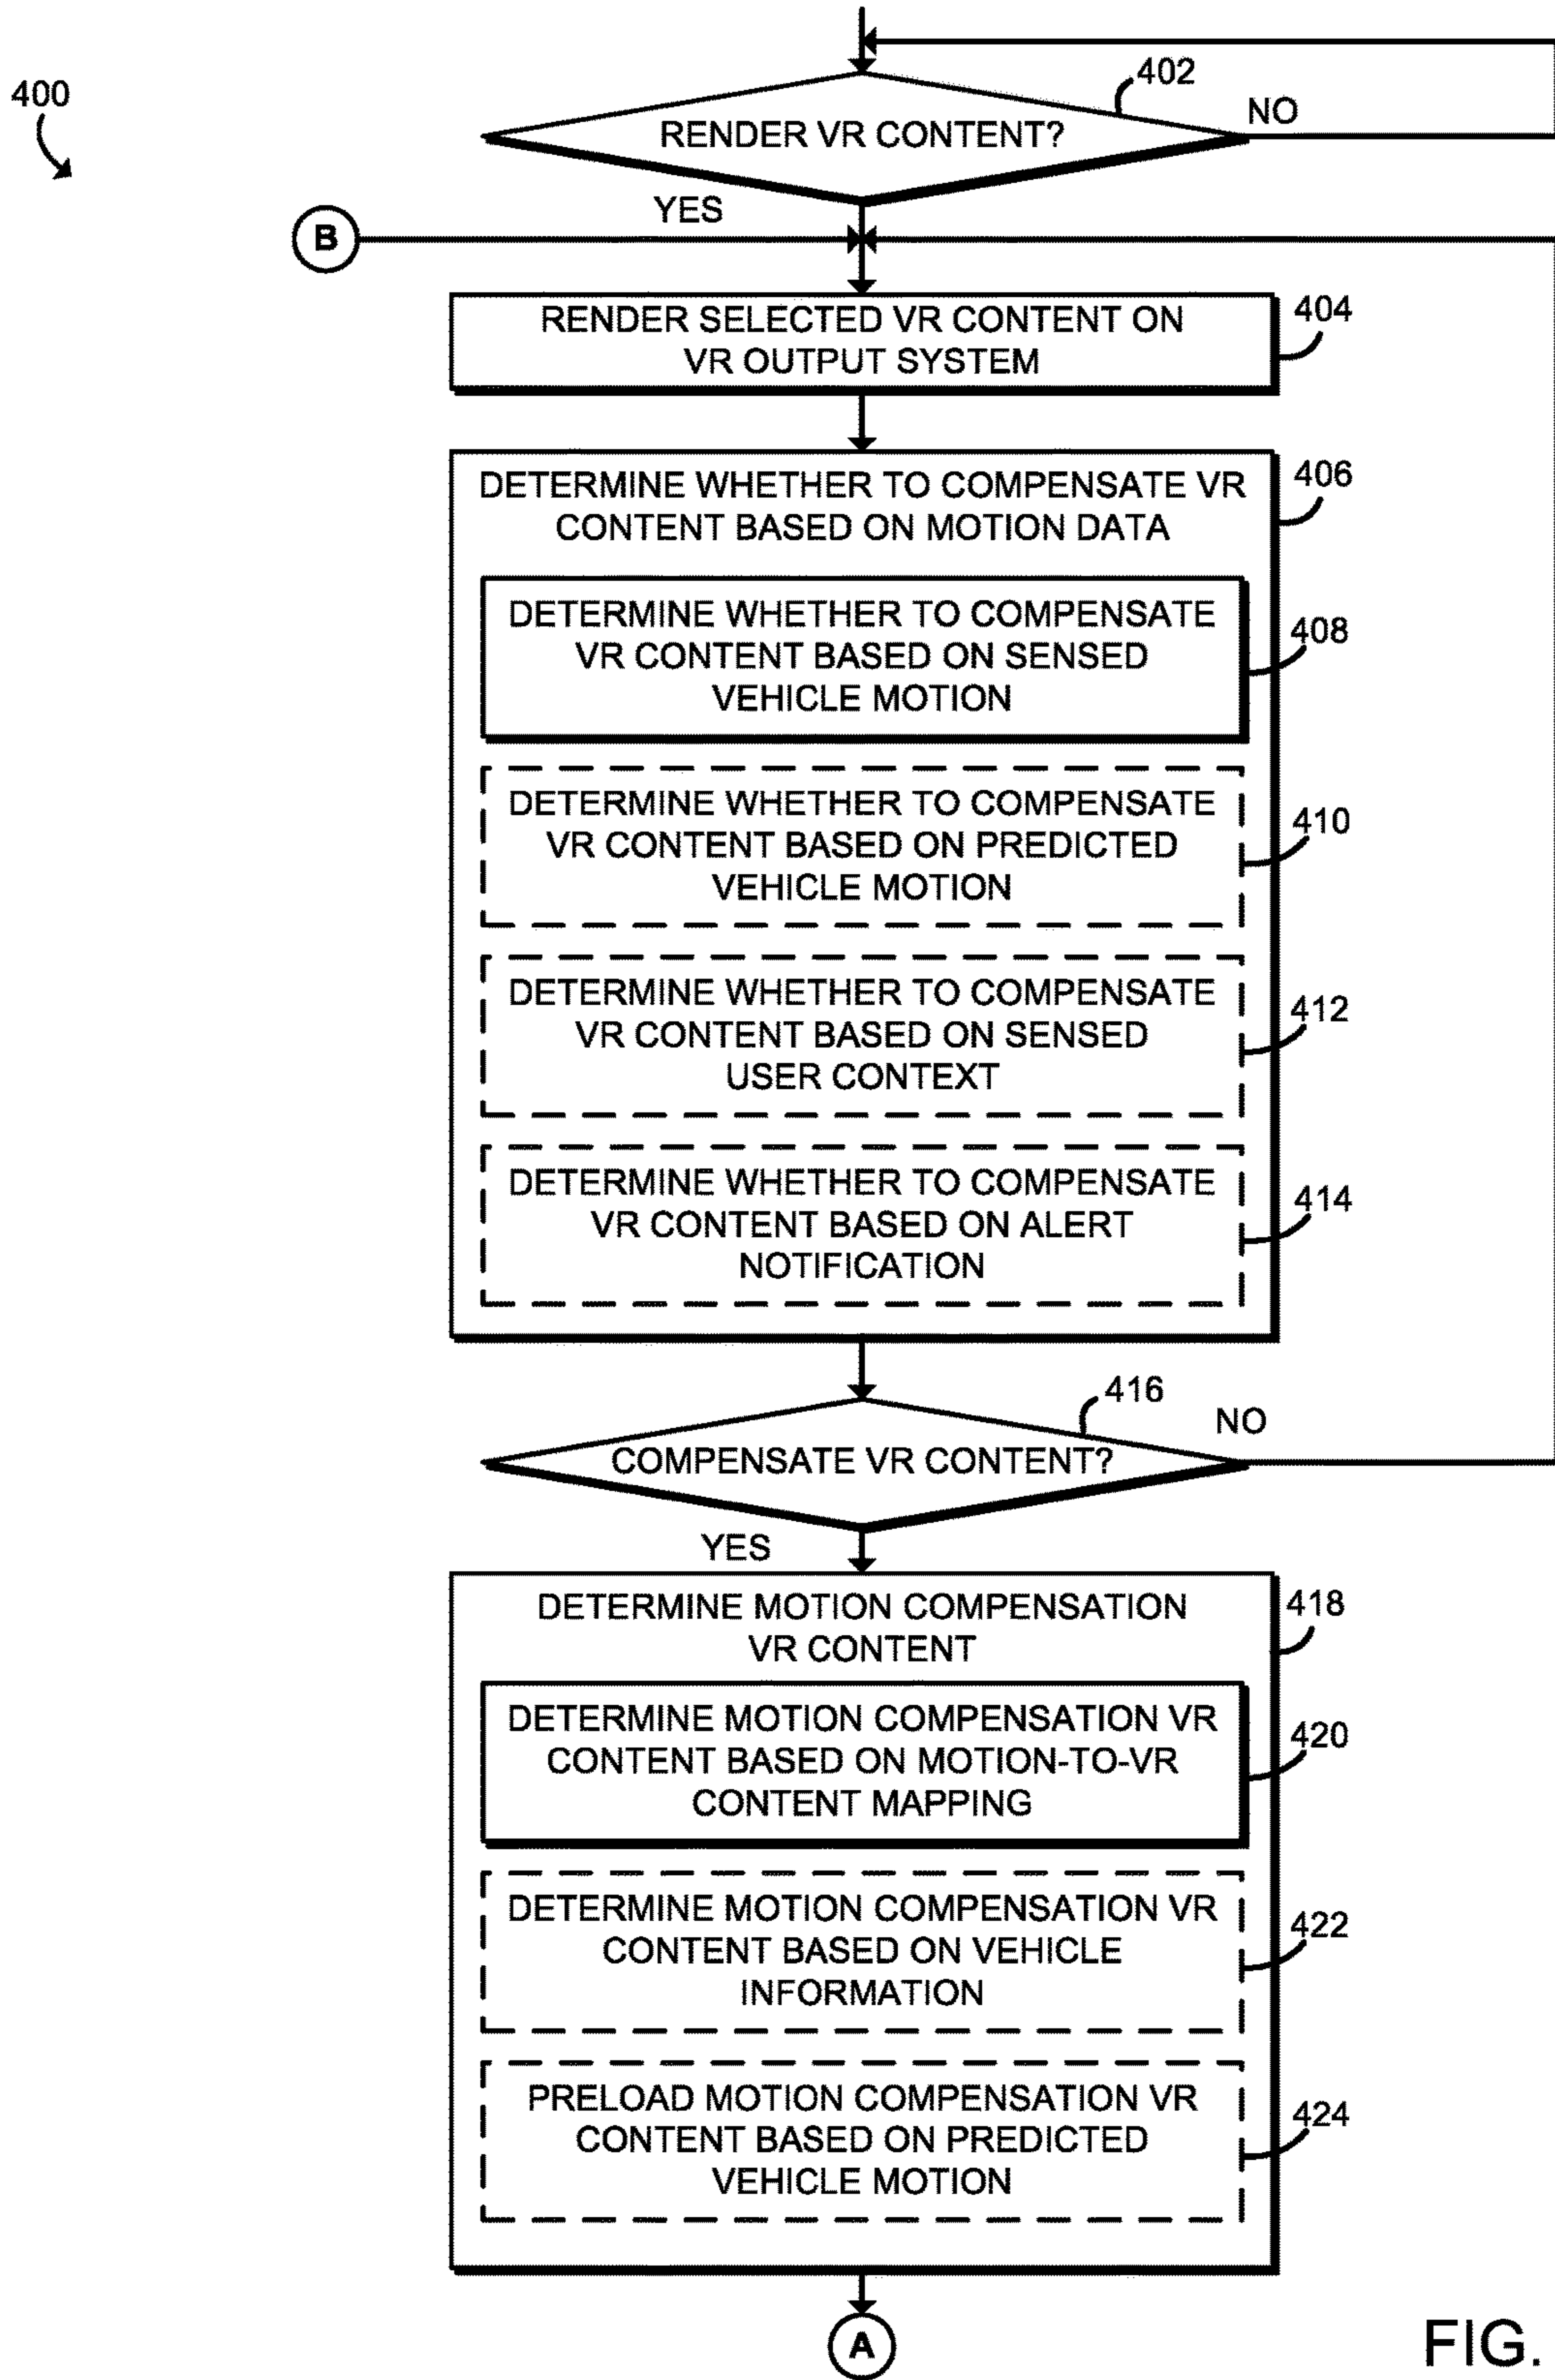 400
402
RENDER VR CONTENT?
NO
YES
B
RENDER SELECTED VR CONTENT ON
VR OUTPUT SYSTEM
404
DETERMINE WHETHER TO COMPENSATE VR
CONTENT BASED ON MOTION DATA
406
DETERMINE WHETHER TO COMPENSATE
VR CONTENT BASED ON SENSED
VEHICLE MOTION
408
DETERMINE WHETHER TO COMPENSATE
VR CONTENT BASED ON PREDICTED
VEHICLE MOTION
410
DETERMINE WHETHER TO COMPENSATE
VR CONTENT BASED ON SENSED
USER CONTEXT
412
DETERMINE WHETHER TO COMPENSATE
VR CONTENT BASED ON ALERT
NOTIFICATION
414
416
COMPENSATE VR CONTENT?
NO
YES
DETERMINE MOTION COMPENSATION
VR CONTENT
418
DETERMINE MOTION COMPENSATION VR
CONTENT BASED ON MOTION-TO-VR
CONTENT MAPPING
420
DETERMINE MOTION COMPENSATION VR
CONTENT BASED ON VEHICLE
INFORMATION
422
PRELOAD MOTION COMPENSATION VR
CONTENT BASED ON PREDICTED
VEHICLE MOTION
424
A
FIG.